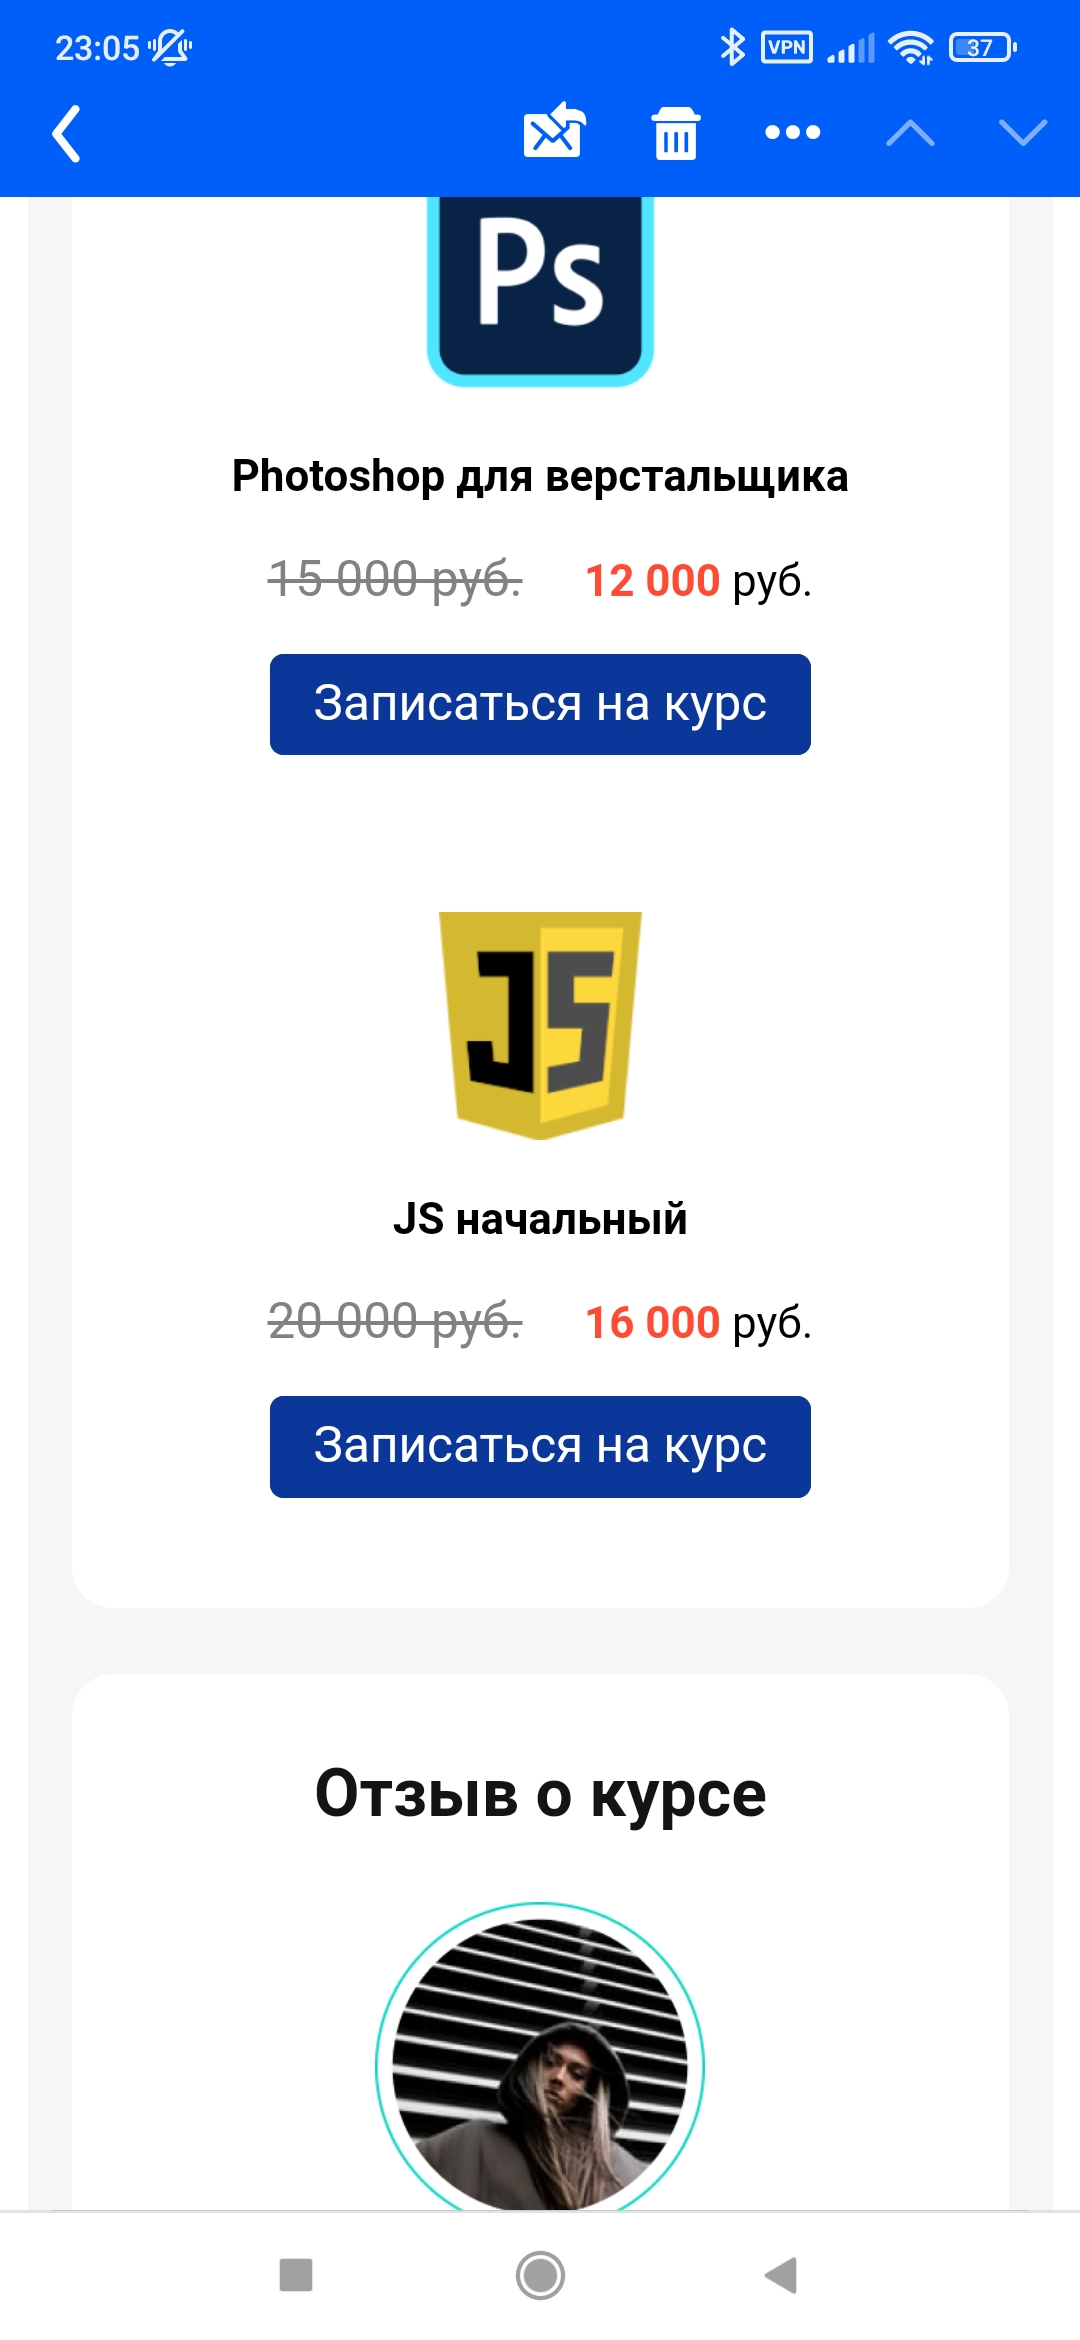 23:05
VPN
37
Ps
Photoshop для верстальщика
15 000 руб. 12 000 руб.
Записаться на курс
JS
JS начальный
20 000 руб. 16 000 руб.
Записаться на курс
Отзыв о курсе